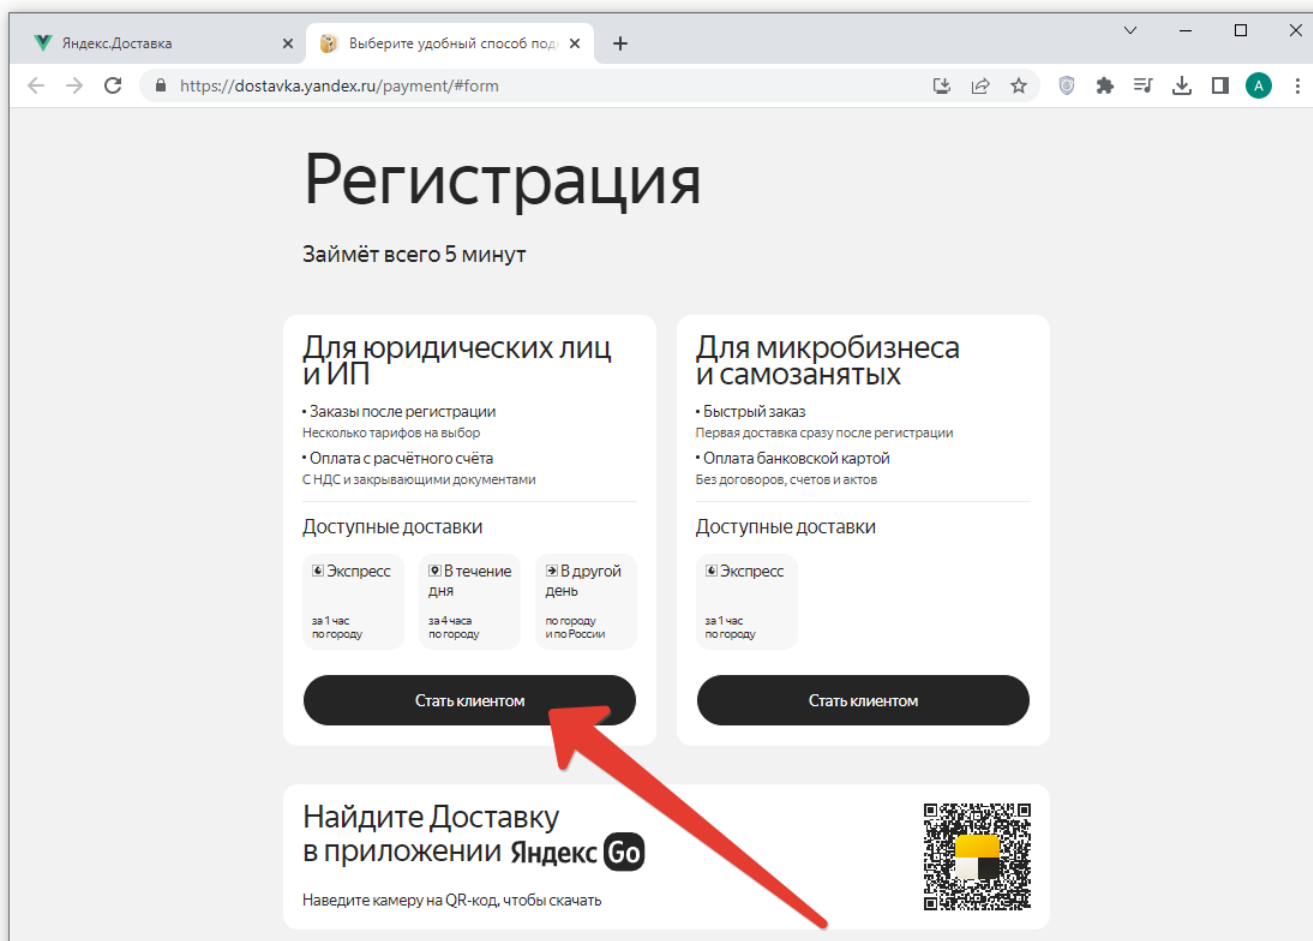 Яндекс.Доставка
Выберите удобный способ под
https://dostavka.yandex.ru/payment/#form
A
Регистрация
Займёт всего 5 минут
Для юридических лиц
и ИП
• Заказы после регистрации
Несколько тарифов на выбор
• Оплата с расчётного счёта
С НДС и закрывающими документами
Доступные доставки
Экспресс
за 1 час
по городу
В течение
дня
за 4 часа
по городу
В другой
день
по городу
и по России
Стать клиентом
Для микробизнеса
и самозанятых
• Быстрый заказ
Первая доставка сразу после регистрации
• Оплата банковской картой
Без договоров, счетов и актов
Доступные доставки
Экспресс
за 1 час
по городу
Стать клиентом
Найдите Доставку
в приложении Яндекс Go
Наведите камеру на QR-код, чтобы скачать